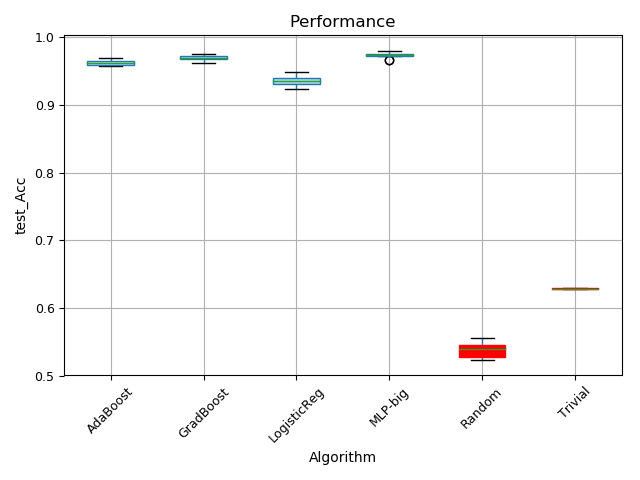 Performance
1.0
0.9
0.8
0.7
0.6
0.5
test_Acc
AdaBoost
GradBoost
LogisticReg
MLP-big
Random
Trivial
Algorithm